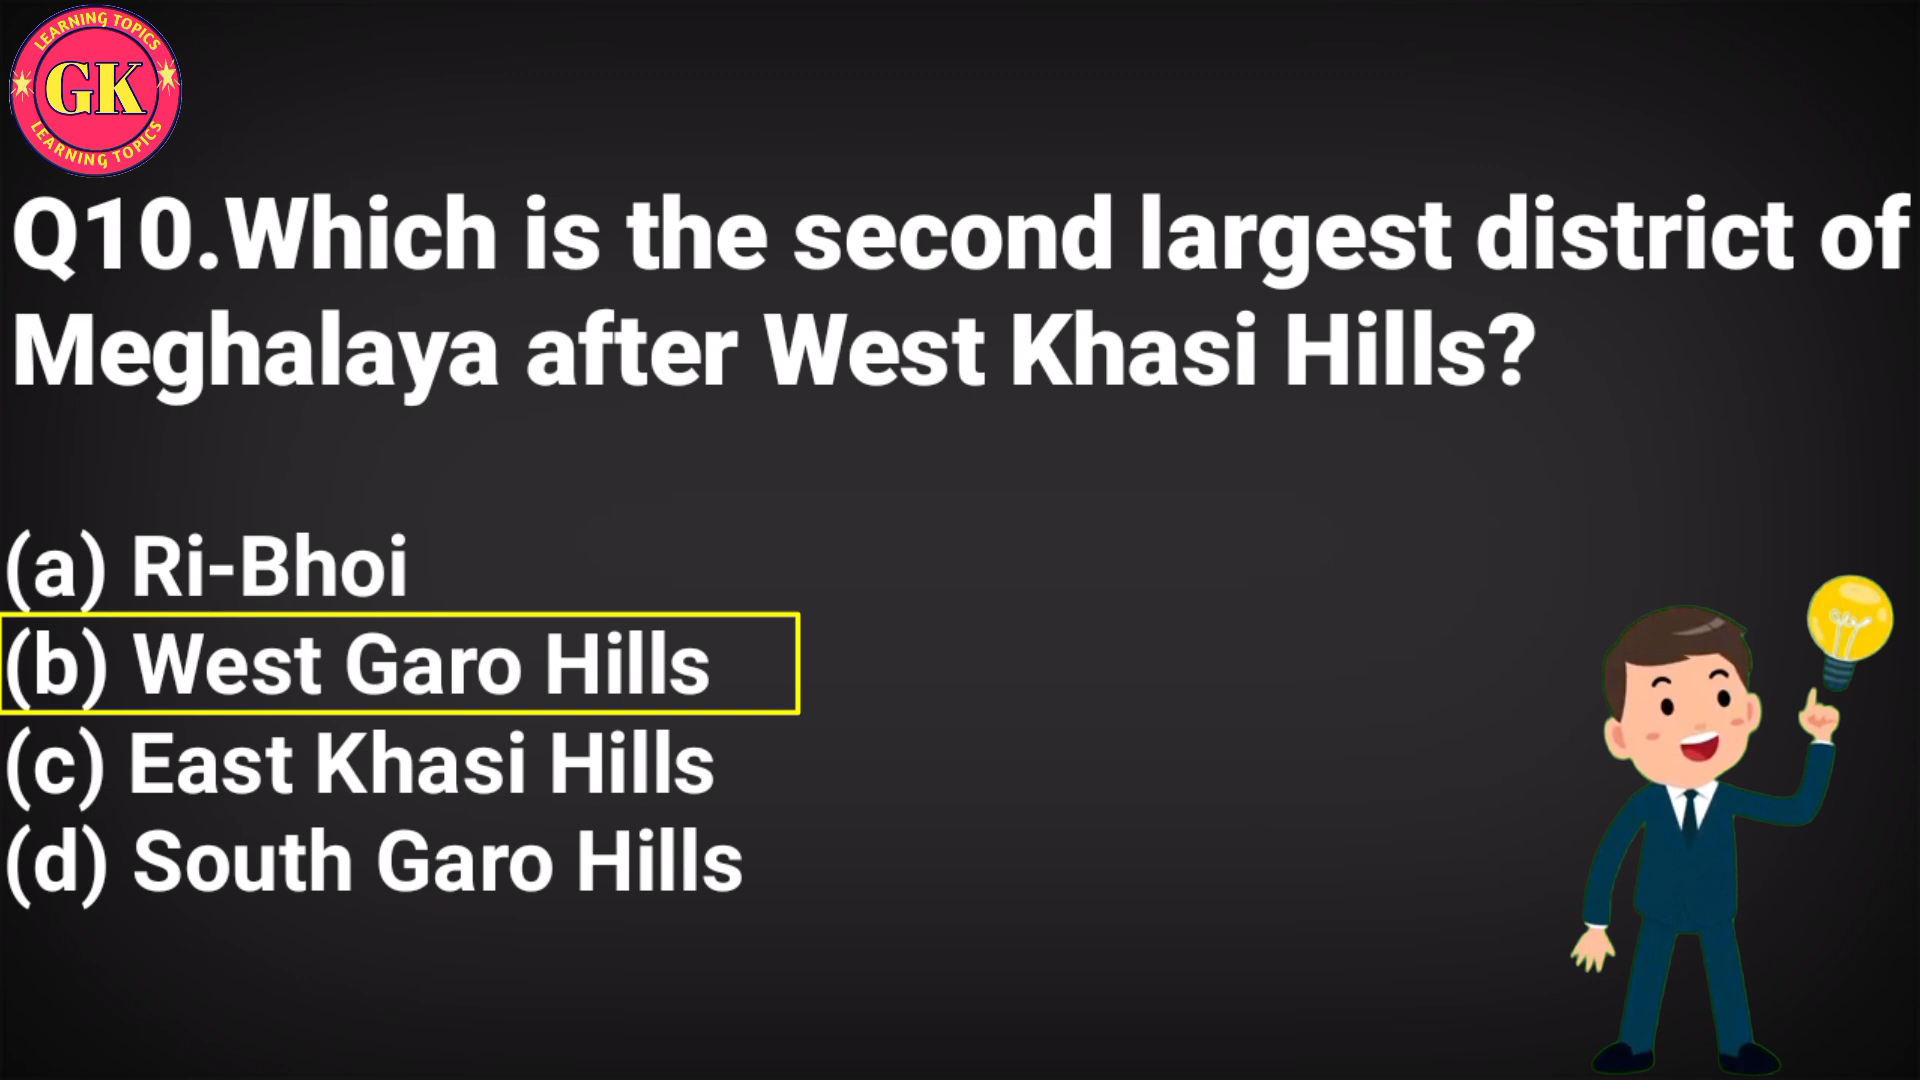 LEARNING TOPICS
GK
LEARNING TOPICS
Q10.Which is the second largest district of
Meghalaya after West Khasi Hills?
(a) Ri-Bhoi
(b) West Garo Hills
(c) East Khasi Hills
(d) South Garo Hills